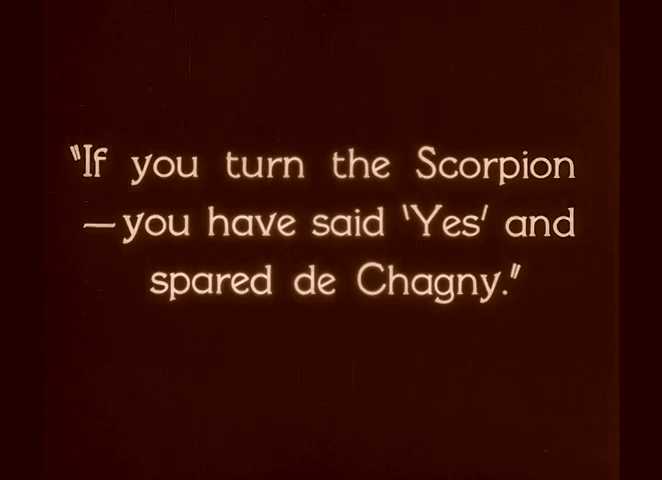 "If you turn the Scorpion
—you have said 'Yes' and
spared de Chagny."